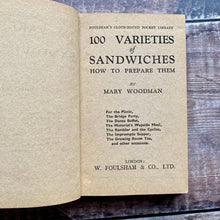 FOULSHAM'S CLOTH-BOUND POCKET LIBRARY
100 VARIETIES
of
SANDWICHES
HOW TO PREPARE THEM
BY
MARY WOODMAN
For the Picnic,
The Bridge Party,
The Dance Buffet,
The Motorist's Wayside Meal,
The Rambler and the Cyclist,
The Impromptu Supper,
The Drawing Room Tea,
and other occasions.
LONDON:
W. FOULSHAM & CO., LTD.